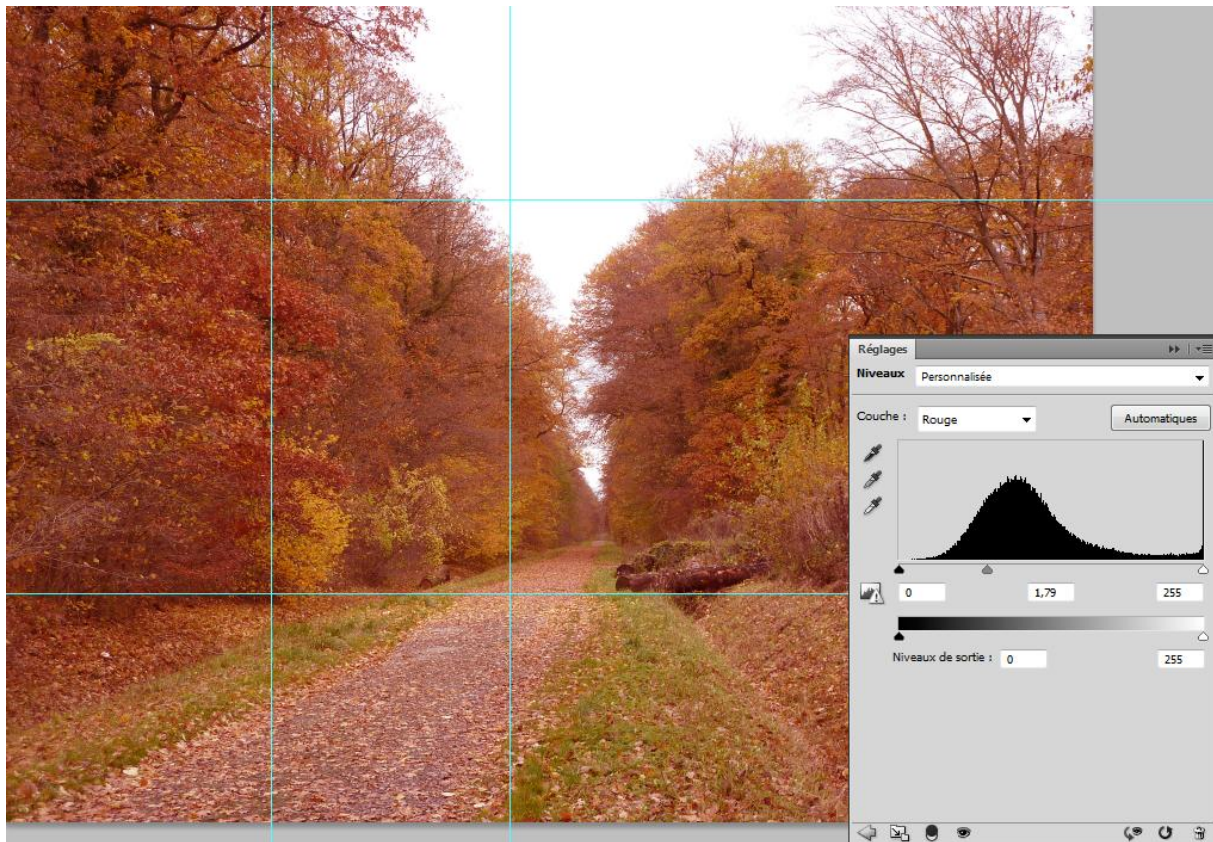 Réglages
Niveaux Personnalisée
Couche : Rouge Automatiques
0 1,79 255
Niveaux de sortie : 0 255